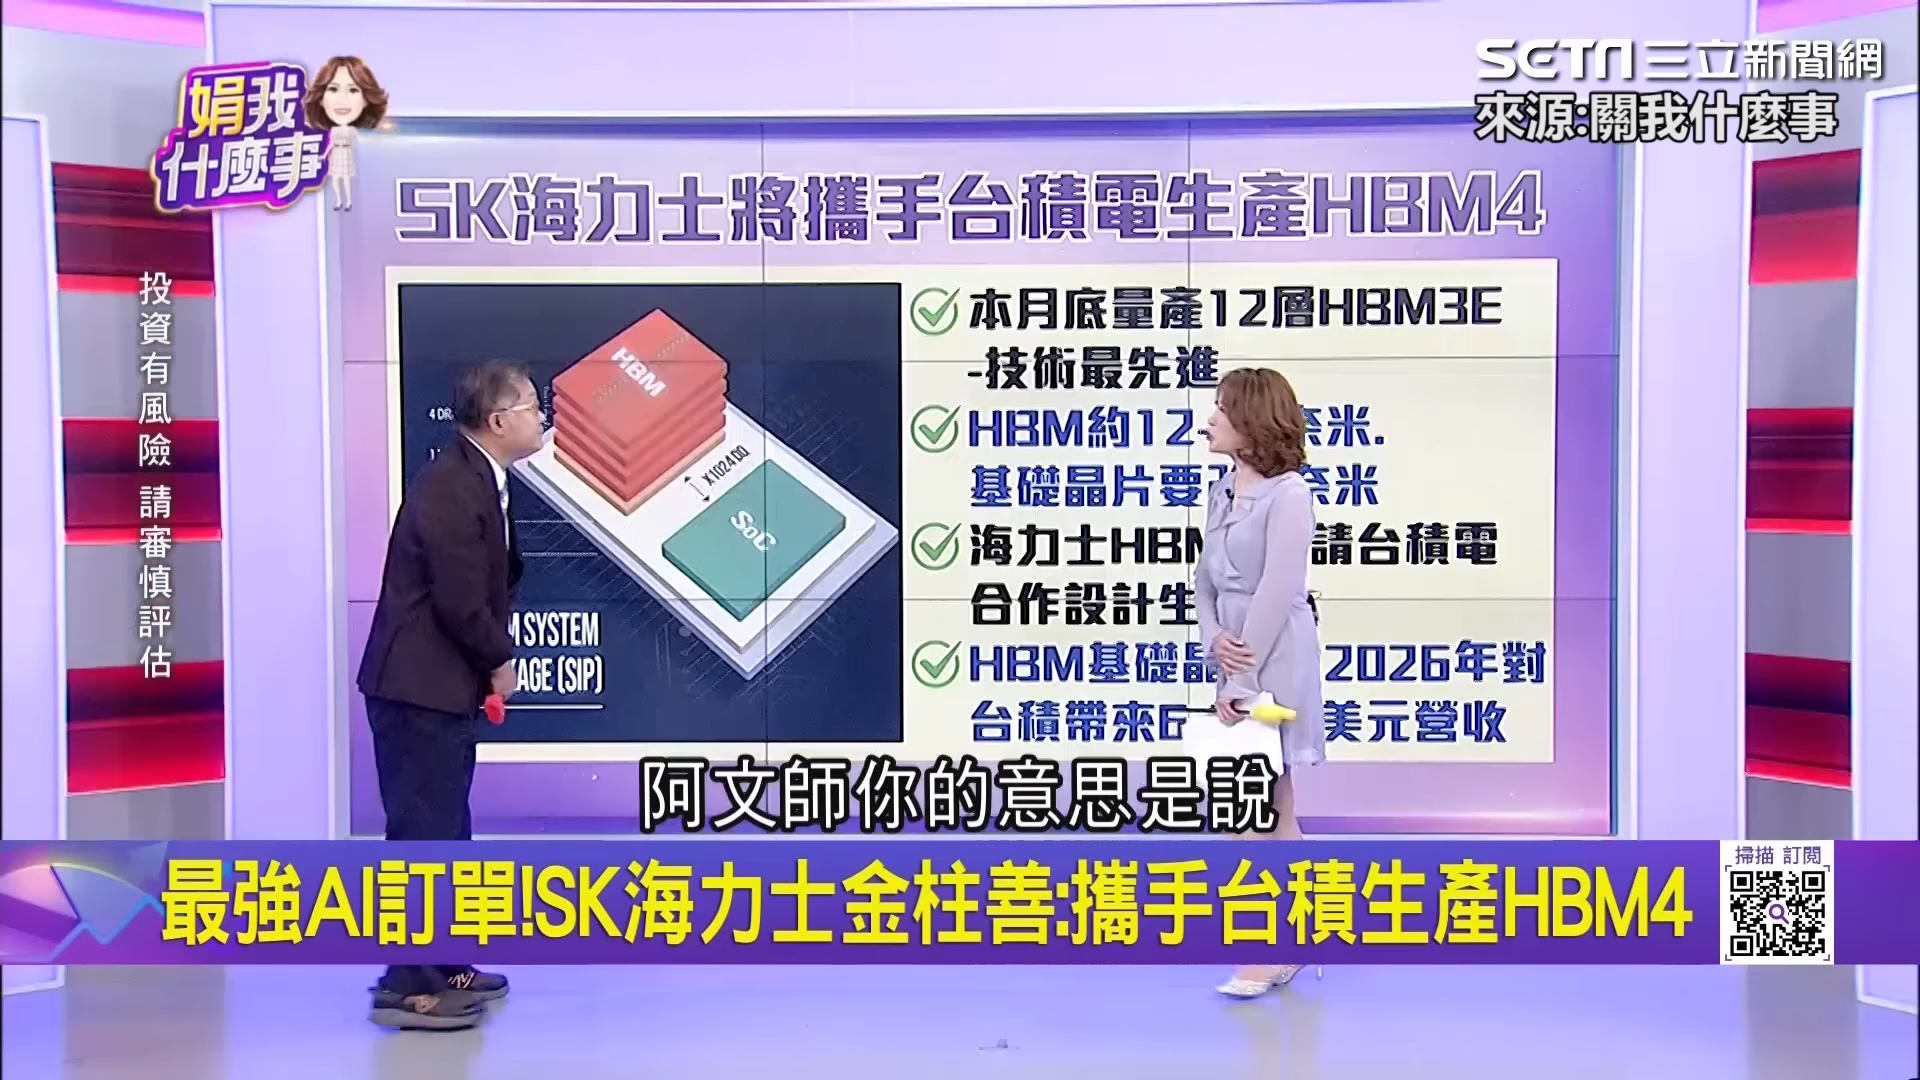 SETN 三立新聞網
來源:關我什麼事
娟我
什麼事
投資有風險 請審慎評估
SK海力士將攜手台積電生產HBM4
本月底量產12層HBM3E
-技術最先進
HBM約12- 奈米.
基礎晶片要 奈米
海力士HBM 請台積電
合作設計生
HBM基礎晶 2026年對
台積帶來6 美元營收
HBM
X1024 DQ
SoC
SYSTEM
(SIP)
阿文師你的意思是說
最強AI訂單!SK海力士金柱善:攜手台積生產HBM4
掃描 訂閱